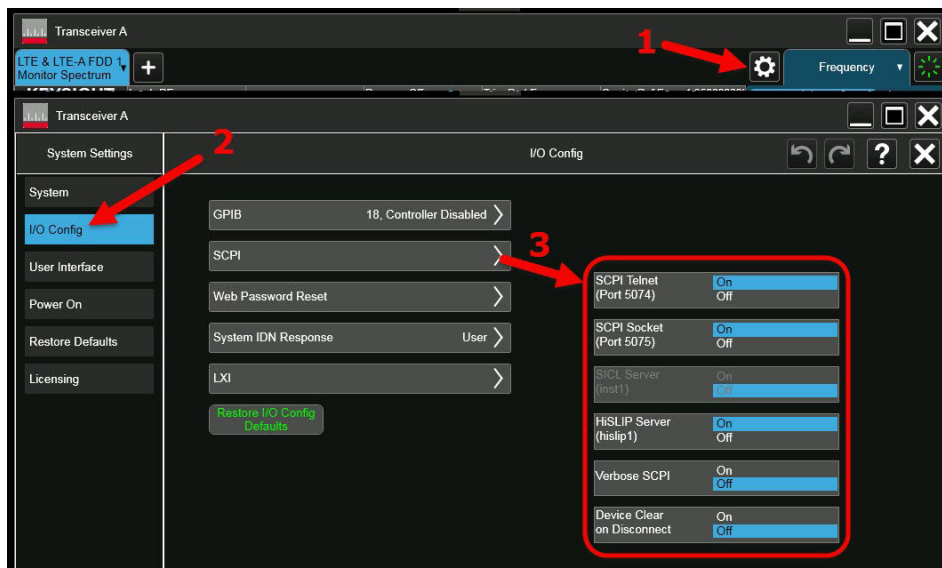 Transceiver A
1
LTE & LTE-A FDD 1
Monitor Spectrum
+
Frequency
KEYSIGHT
Transceiver A
System Settings
2
I/O Config
?
System
I/O Config
User Interface
Power On
Restore Defaults
Licensing
GPIB 18, Controller Disabled
SCPI
Web Password Reset
System IDN Response User
LXI
Restore I/O Config
Defaults
3
SCPI Telnet On
(Port 5074) Off
SCPI Socket On
(Port 5075) Off
SICL Server On
(inst1) Off
HiSLIP Server On
(hislip1) Off
Verbose SCPI On
Off
Device Clear On
on Disconnect Off